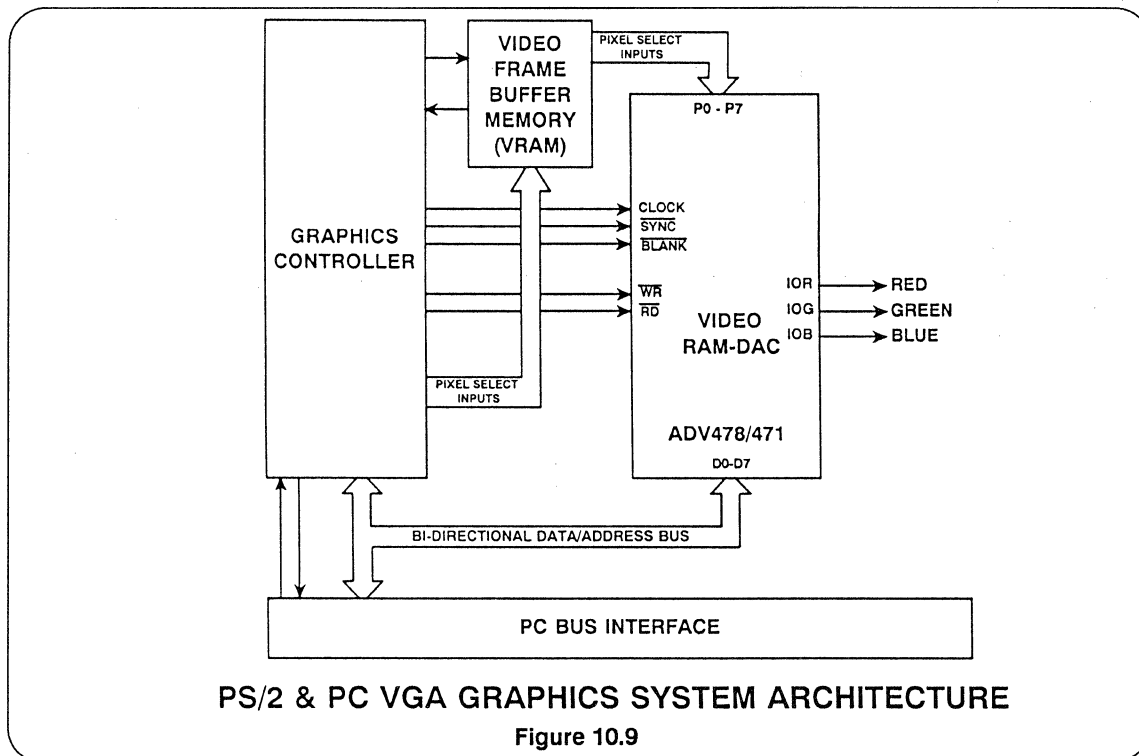 VIDEO
FRAME
BUFFER
MEMORY
(VRAM)
PIXEL SELECT
INPUTS
P0 - P7
GRAPHICS
CONTROLLER
CLOCK
SYNC
BLANK
WR
RD
IOR
IOG
IOB
RED
GREEN
BLUE
VIDEO
RAM-DAC
PIXEL SELECT
INPUTS
ADV478/471
D0-D7
BI-DIRECTIONAL DATA/ADDRESS BUS
PC BUS INTERFACE
PS/2 & PC VGA GRAPHICS SYSTEM ARCHITECTURE
Figure 10.9